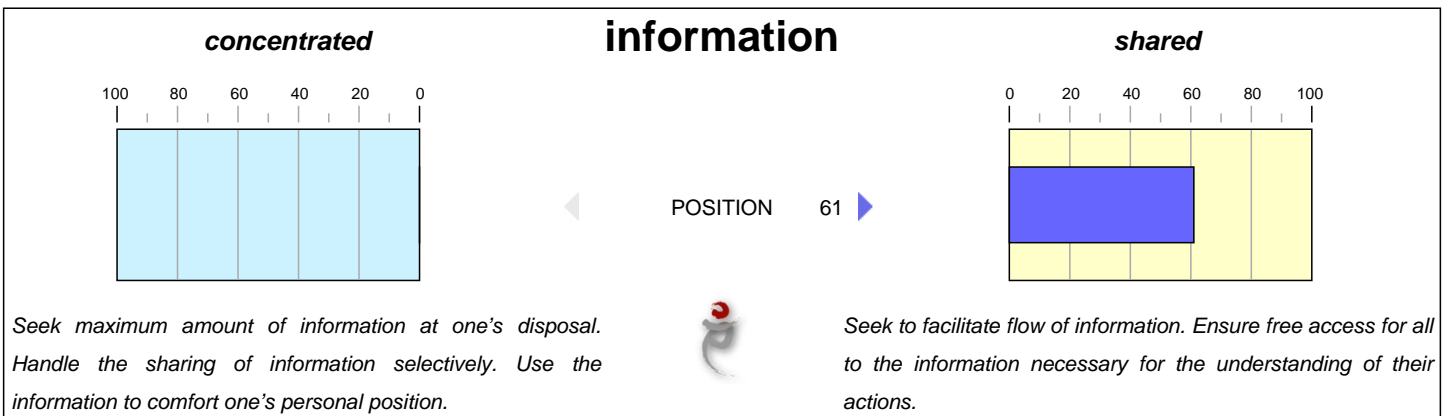 concentrated
information
shared
100 80 60 40 20 0
0 20 40 60 80 100
POSITION 61
Seek maximum amount of information at one's disposal.
Handle the sharing of information selectively. Use the
information to comfort one's personal position.
Seek to facilitate flow of information. Ensure free access for all
to the information necessary for the understanding of their
actions.